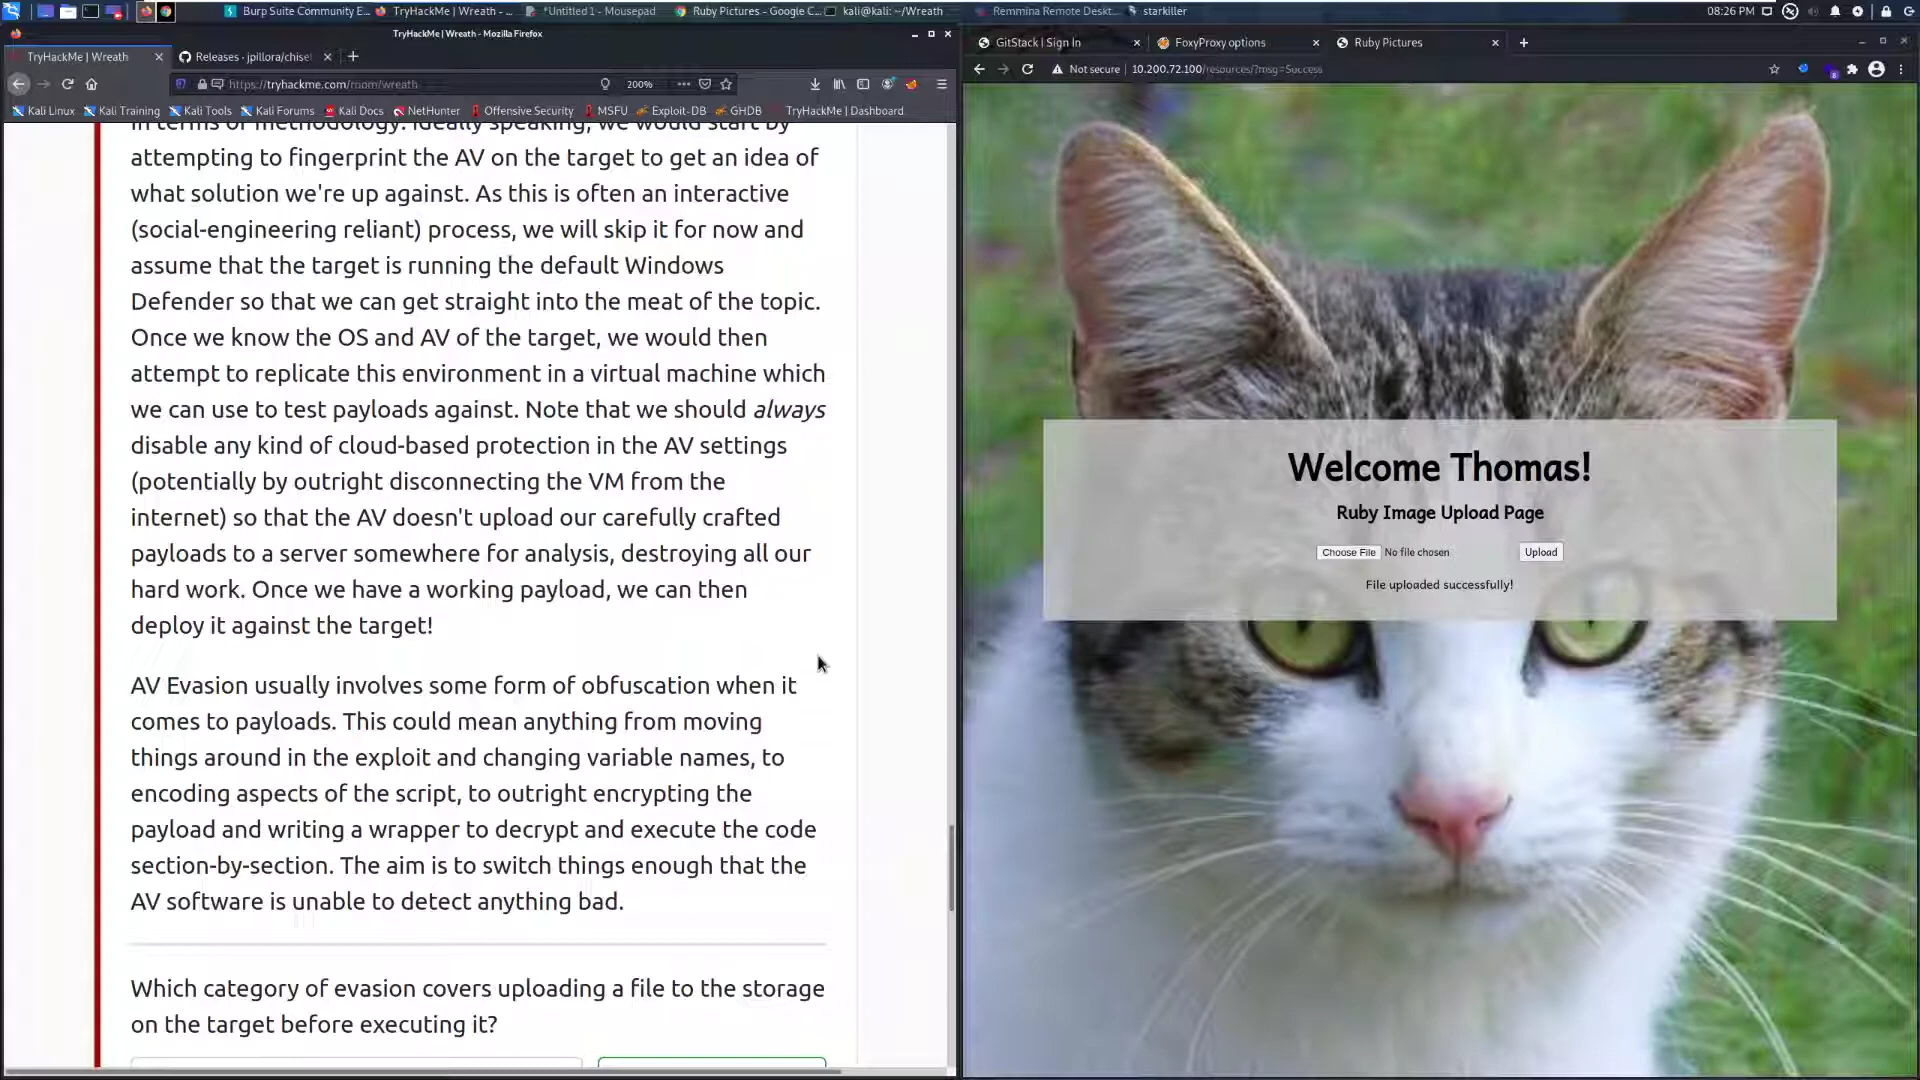 Burp Suite Community E...
TryHackMe | Wreath - ...
*Untitled 1 - Mousepad
Ruby Pictures - Google C...
kali@kali: ~/Wreath
Remmina Remote Deskt...
starkiller
08:26 PM
TryHackMe | Wreath - Mozilla Firefox
TryHackMe | Wreath
Releases · jpillora/chisel
https://tryhackme.com/room/wreath
200%
Kali Linux
Kali Training
Kali Tools
Kali Forums
Kali Docs
NetHunter
Offensive Security
MSFU
Exploit-DB
GHDB
TryHackMe | Dashboard
In terms of methodology: ideally speaking, we would start by
attempting to fingerprint the AV on the target to get an idea of
what solution we're up against. As this is often an interactive
(social-engineering reliant) process, we will skip it for now and
assume that the target is running the default Windows
Defender so that we can get straight into the meat of the topic.
Once we know the OS and AV of the target, we would then
attempt to replicate this environment in a virtual machine which
we can use to test payloads against. Note that we should always
disable any kind of cloud-based protection in the AV settings
(potentially by outright disconnecting the VM from the
internet) so that the AV doesn't upload our carefully crafted
payloads to a server somewhere for analysis, destroying all our
hard work. Once we have a working payload, we can then
deploy it against the target!
AV Evasion usually involves some form of obfuscation when it
comes to payloads. This could mean anything from moving
things around in the exploit and changing variable names, to
encoding aspects of the script, to outright encrypting the
payload and writing a wrapper to decrypt and execute the code
section-by-section. The aim is to switch things enough that the
AV software is unable to detect anything bad.
Which category of evasion covers uploading a file to the storage
on the target before executing it?
GitStack | Sign In
FoxyProxy options
Ruby Pictures
Not secure
10.200.72.100/resources/?msg=Success
Welcome Thomas!
Ruby Image Upload Page
Choose File No file chosen
Upload
File uploaded successfully!